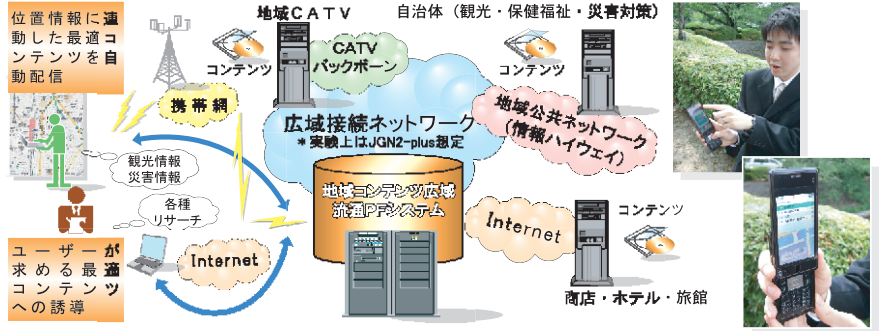 位置情報に連
動した最適コ
ンテンツを自
動配信
地域CATV
コンテンツ
CATV
バックボーン
自治体（観光・保健福祉・災害対策）
コンテンツ
携帯網
広域接続ネットワーク
＊実験上はJGN2-plus想定
地域公共ネットワーク
（情報ハイウェイ）
観光情報
災害情報
各種
リサーチ
地域コンテンツ広域
流通PFシステム
Internet
コンテンツ
ユーザーが
求める最適
コンテンツ
への誘導
Internet
商店・ホテル・旅館